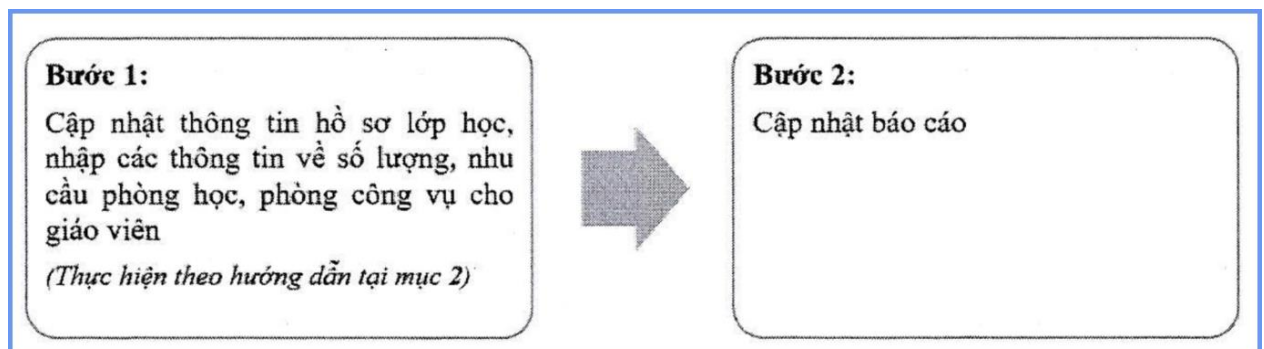 Bước 1:
Cập nhật thông tin hồ sơ lớp học,
nhập các thông tin về số lượng, nhu
cầu phòng học, phòng công vụ cho
giáo viên
(Thực hiện theo hướng dẫn tại mục 2)
Bước 2:
Cập nhật báo cáo